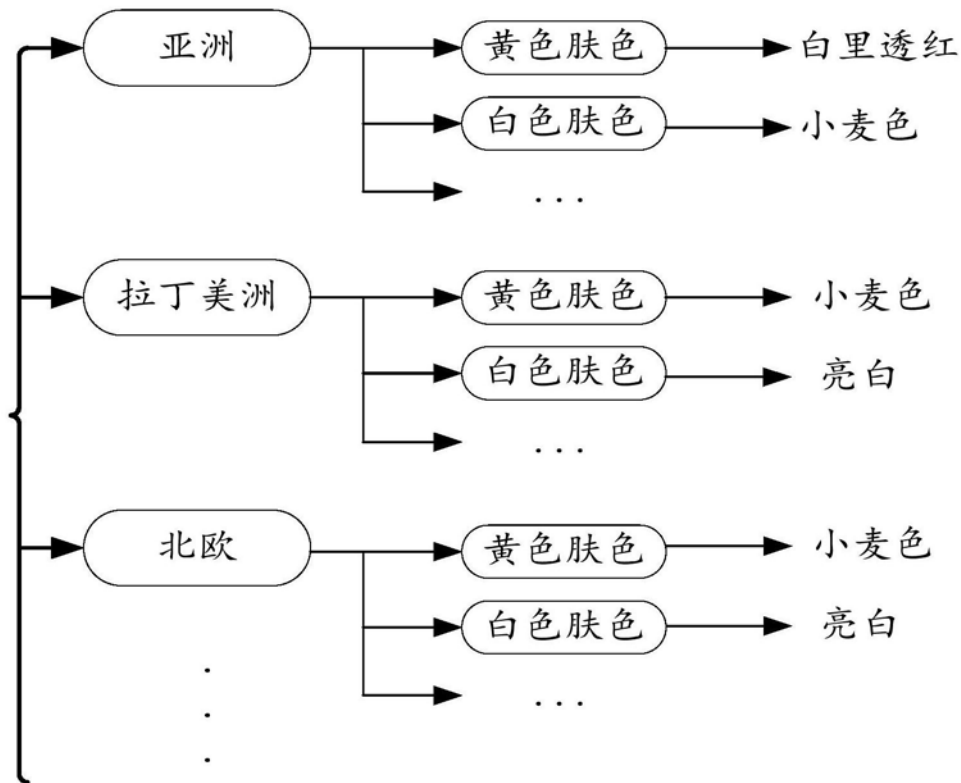 亚洲 黄色肤色 白里透红
白色肤色 小麦色
...
拉丁美洲 黄色肤色 小麦色
白色肤色 亮白
...
北欧 黄色肤色 小麦色
白色肤色 亮白
...